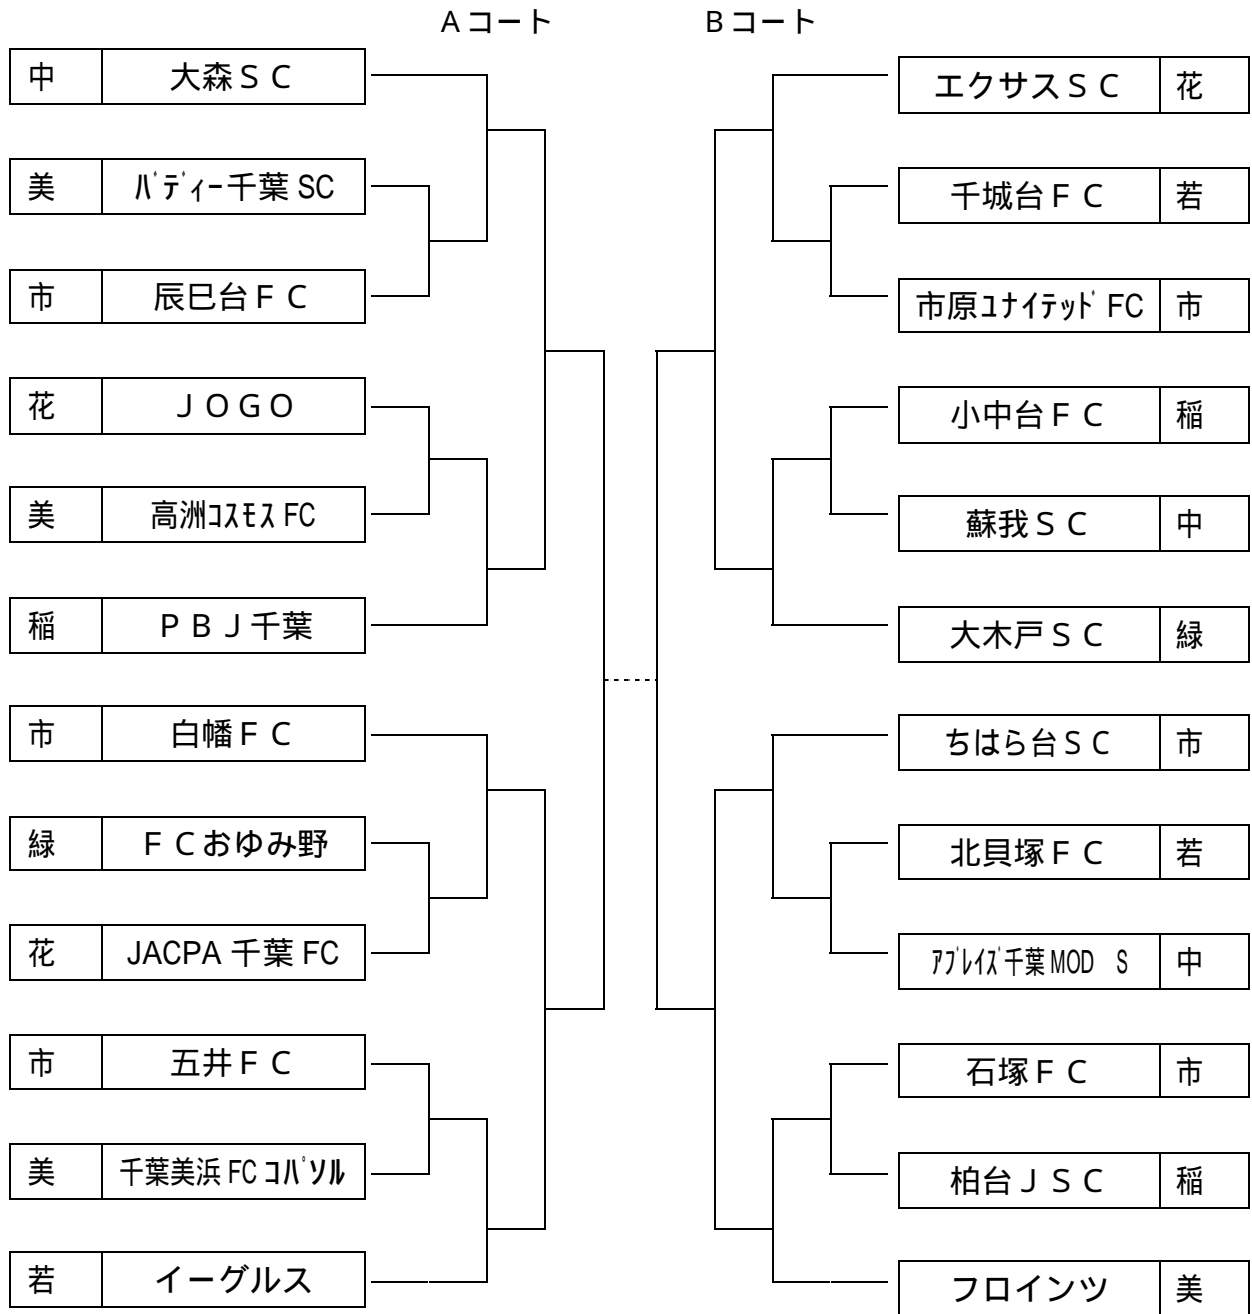 Aコート
Bコート
中 大森ＳＣ
美 ﾊﾞﾃﾞｨｰ千葉 SC
市 辰巳台ＦＣ
花 ＪＯＧＯ
美 高洲ｺｽﾓｽ FC
稲 ＰＢＪ千葉
市 白幡ＦＣ
緑 ＦＣおゆみ野
花 JACPA 千葉 FC
市 五井ＦＣ
美 千葉美浜 FC ｺﾊﾟｿﾙ
若 イーグルス
エクサスＳＣ 花
千城台ＦＣ 若
市原ﾕﾅｲﾃｯﾄﾞ FC 市
小中台ＦＣ 稲
蘇我ＳＣ 中
大木戸ＳＣ 緑
ちはら台ＳＣ 市
北貝塚ＦＣ 若
ｱﾌﾞﾚｲｽﾞ千葉 MOD　S 中
石塚ＦＣ 市
柏台ＪＳＣ 稲
フロインツ 美